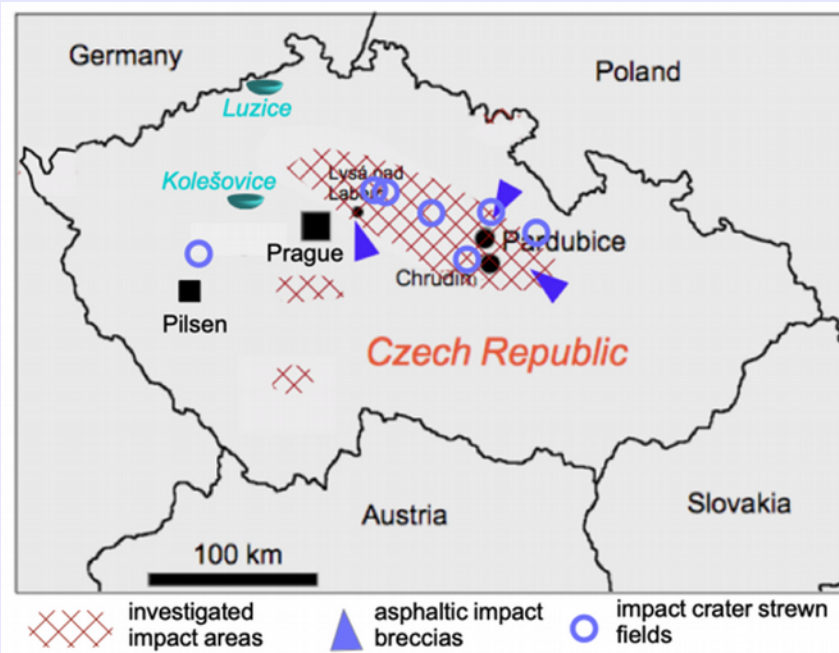 Germany
Poland
Luzice
Kolešovice
Lysá nad
Labem
Prague
Pardubice
Chrudim
Pilsen
Czech Republic
Austria
Slovakia
100 km
investigated
impact areas
asphaltic impact
breccias
impact crater strewn
fields